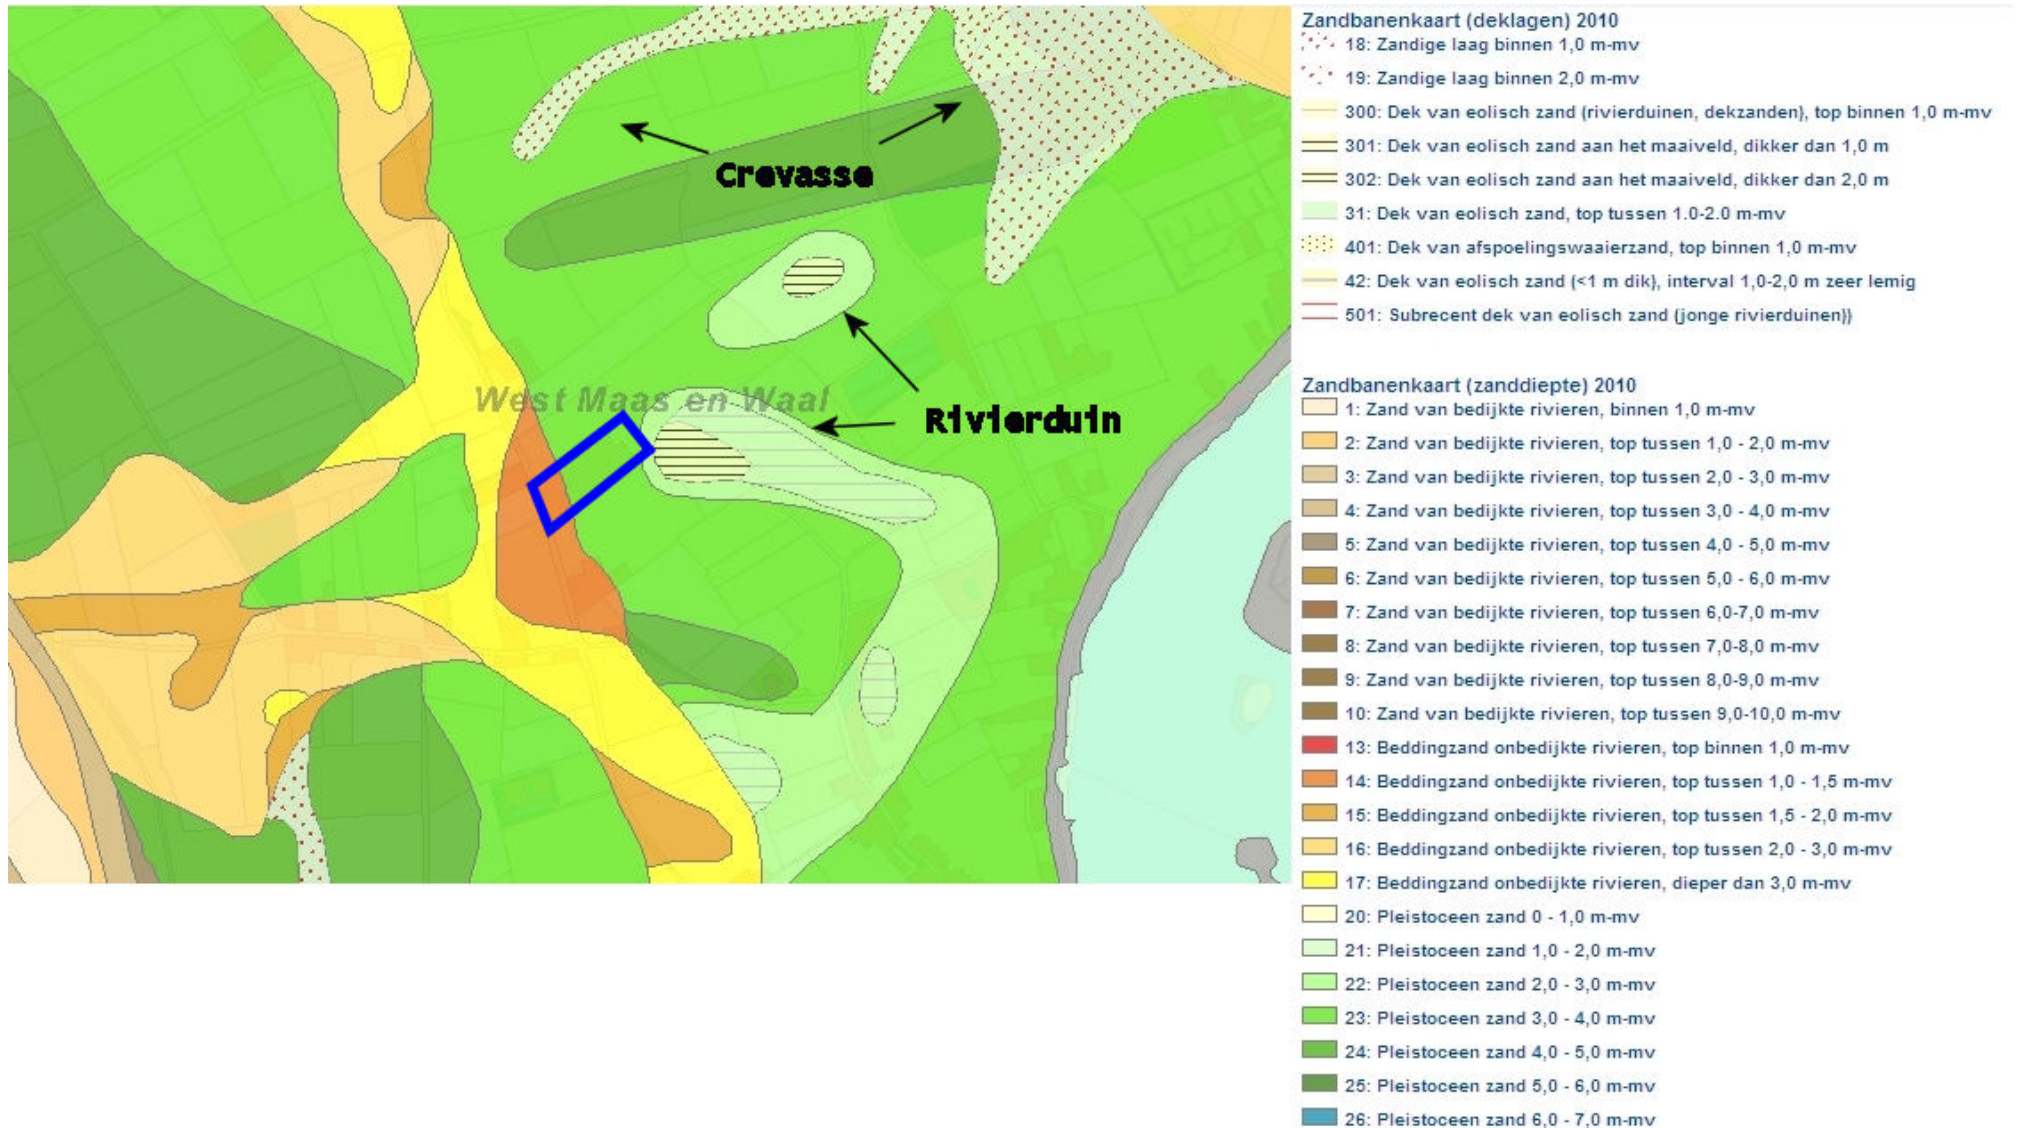 Crevasse
West Maas en Waal
Rivierduin
Zandbanenkaart (deklagen) 2010
18: Zandige laag binnen 1,0 m-mv
19: Zandige laag binnen 2,0 m-mv
300: Dek van eolisch zand (rivierduinen, dekzanden), top binnen 1,0 m-mv
301: Dek van eolisch zand aan het maaiveld, dikker dan 1,0 m
302: Dek van eolisch zand aan het maaiveld, dikker dan 2,0 m
31: Dek van eolisch zand, top tussen 1.0-2.0 m-mv
401: Dek van afspoelingswaaierzand, top binnen 1,0 m-mv
42: Dek van eolisch zand (<1 m dik), interval 1,0-2,0 m zeer lemig
501: Subrecent dek van eolisch zand (jonge rivierduinen))
Zandbanenkaart (zanddiepte) 2010
1: Zand van bedijkte rivieren, binnen 1,0 m-mv
2: Zand van bedijkte rivieren, top tussen 1,0 - 2,0 m-mv
3: Zand van bedijkte rivieren, top tussen 2,0 - 3,0 m-mv
4: Zand van bedijkte rivieren, top tussen 3,0 - 4,0 m-mv
5: Zand van bedijkte rivieren, top tussen 4,0 - 5,0 m-mv
6: Zand van bedijkte rivieren, top tussen 5,0 - 6,0 m-mv
7: Zand van bedijkte rivieren, top tussen 6,0-7,0 m-mv
8: Zand van bedijkte rivieren, top tussen 7,0-8,0 m-mv
9: Zand van bedijkte rivieren, top tussen 8,0-9,0 m-mv
10: Zand van bedijkte rivieren, top tussen 9,0-10,0 m-mv
13: Beddingzand onbedijkte rivieren, top binnen 1,0 m-mv
14: Beddingzand onbedijkte rivieren, top tussen 1,0 - 1,5 m-mv
15: Beddingzand onbedijkte rivieren, top tussen 1,5 - 2,0 m-mv
16: Beddingzand onbedijkte rivieren, top tussen 2,0 - 3,0 m-mv
17: Beddingzand onbedijkte rivieren, dieper dan 3,0 m-mv
20: Pleistoceen zand 0 - 1,0 m-mv
21: Pleistoceen zand 1,0 - 2,0 m-mv
22: Pleistoceen zand 2,0 - 3,0 m-mv
23: Pleistoceen zand 3,0 - 4,0 m-mv
24: Pleistoceen zand 4,0 - 5,0 m-mv
25: Pleistoceen zand 5,0 - 6,0 m-mv
26: Pleistoceen zand 6,0 - 7,0 m-mv